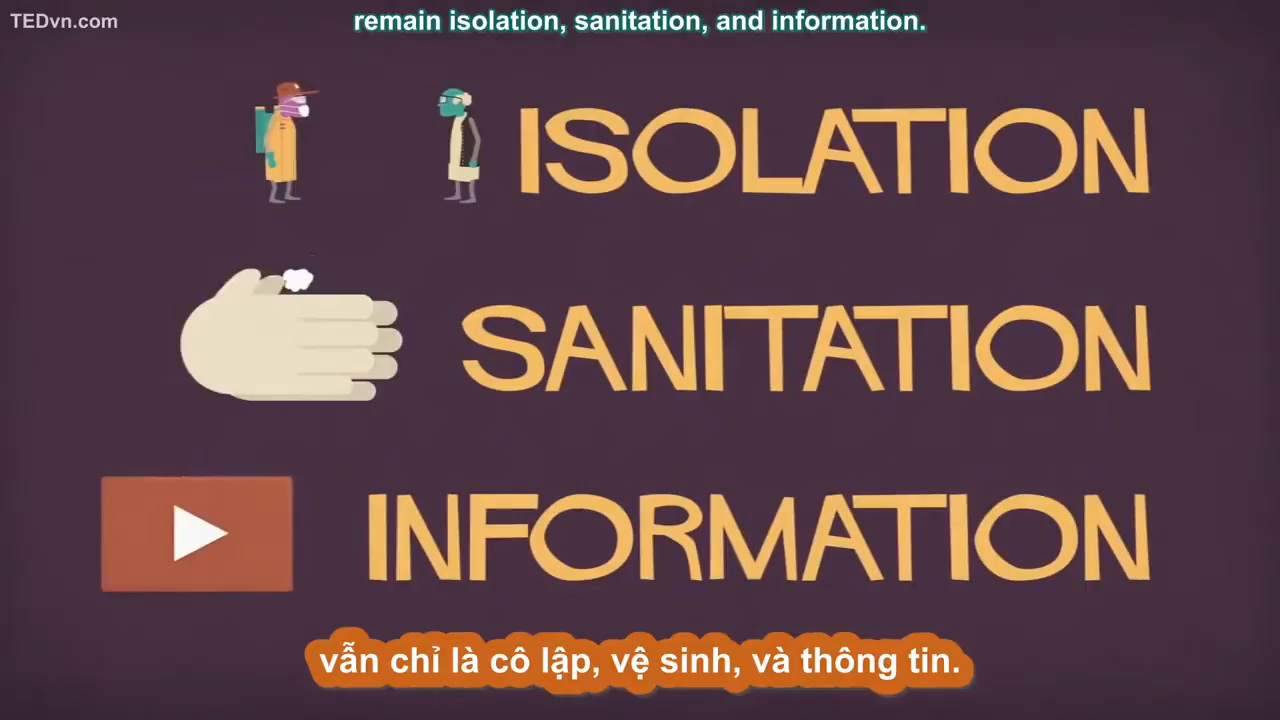 TEDvn.com
remain isolation, sanitation, and information.
ISOLATION
SANITATION
INFORMATION
vẫn chỉ là cô lập, vệ sinh, và thông tin.